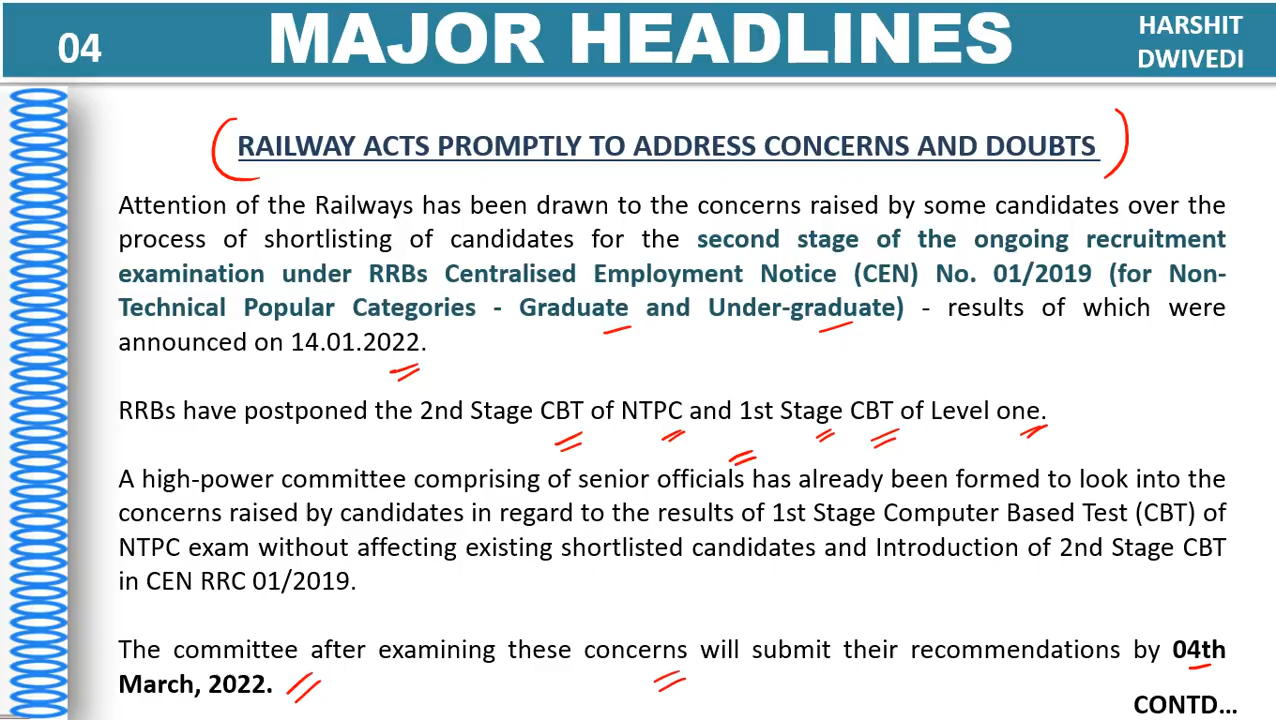 04
MAJOR HEADLINES
HARSHIT
DWIVEDI
RAILWAY ACTS PROMPTLY TO ADDRESS CONCERNS AND DOUBTS
Attention of the Railways has been drawn to the concerns raised by some candidates over the
process of shortlisting of candidates for the second stage of the ongoing recruitment
examination under RRBs Centralised Employment Notice (CEN) No. 01/2019 (for Non-
Technical Popular Categories - Graduate and Under-graduate) - results of which were
announced on 14.01.2022.
RRBs have postponed the 2nd Stage CBT of NTPC and 1st Stage CBT of Level one.
A high-power committee comprising of senior officials has already been formed to look into the
concerns raised by candidates in regard to the results of 1st Stage Computer Based Test (CBT) of
NTPC exam without affecting existing shortlisted candidates and Introduction of 2nd Stage CBT
in CEN RRC 01/2019.
The committee after examining these concerns will submit their recommendations by 04th
March, 2022.
CONTD...